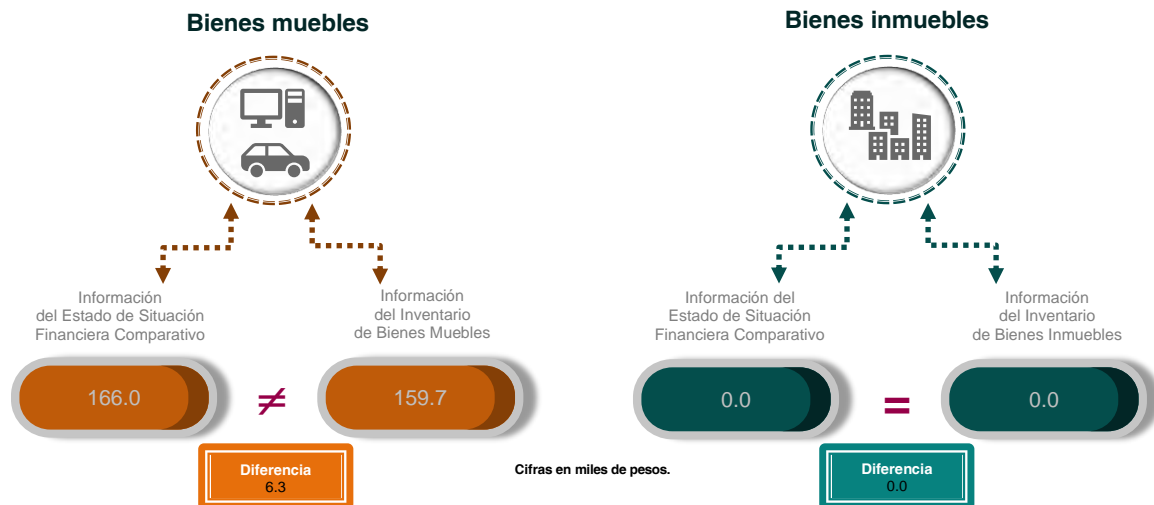 Bienes muebles
Información
del Estado de Situación
Financiera Comparativo
Información
del Inventario
de Bienes Muebles
166.0
≠
159.7
Diferencia
6.3
Cifras en miles de pesos.
Bienes inmuebles
Información del
Estado de Situación
Financiera Comparativo
Información
del Inventario
de Bienes Inmuebles
0.0
=
0.0
Diferencia
0.0